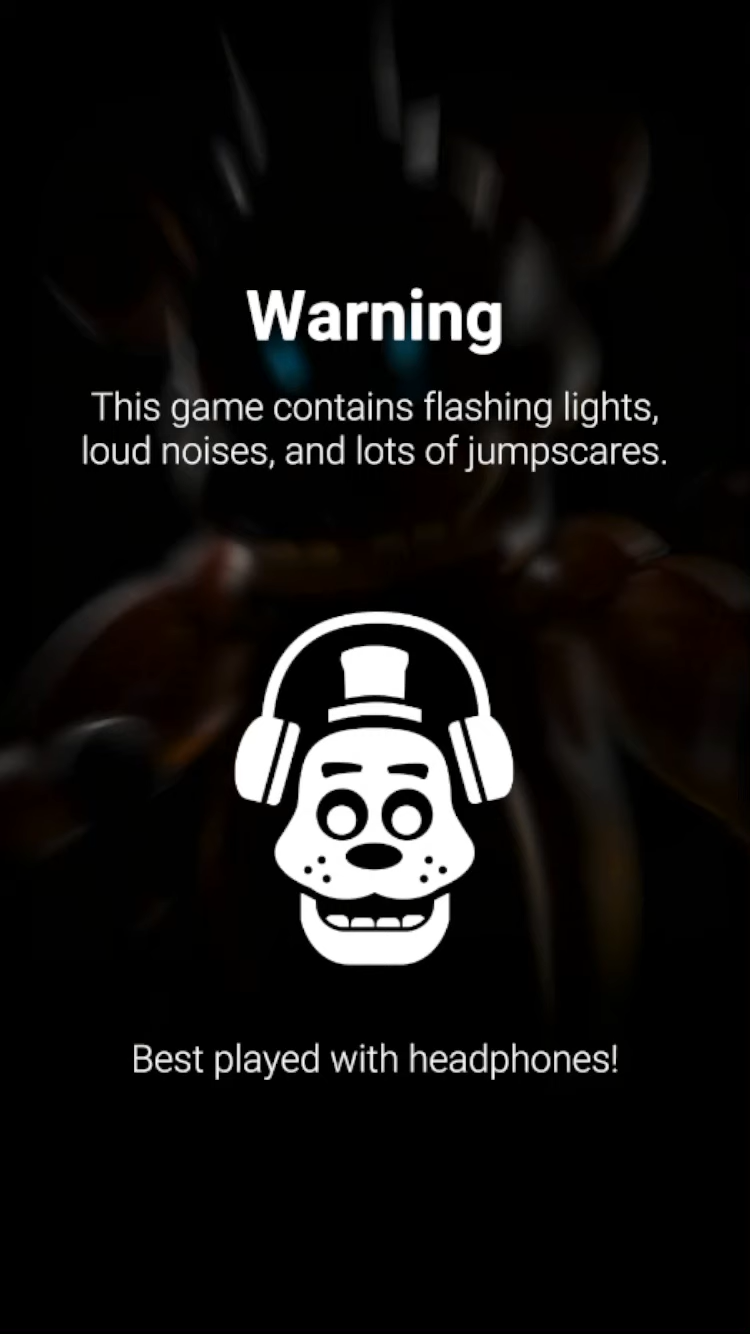 Warning
This game contains flashing lights,
loud noises, and lots of jumpscares.
Best played with headphones!